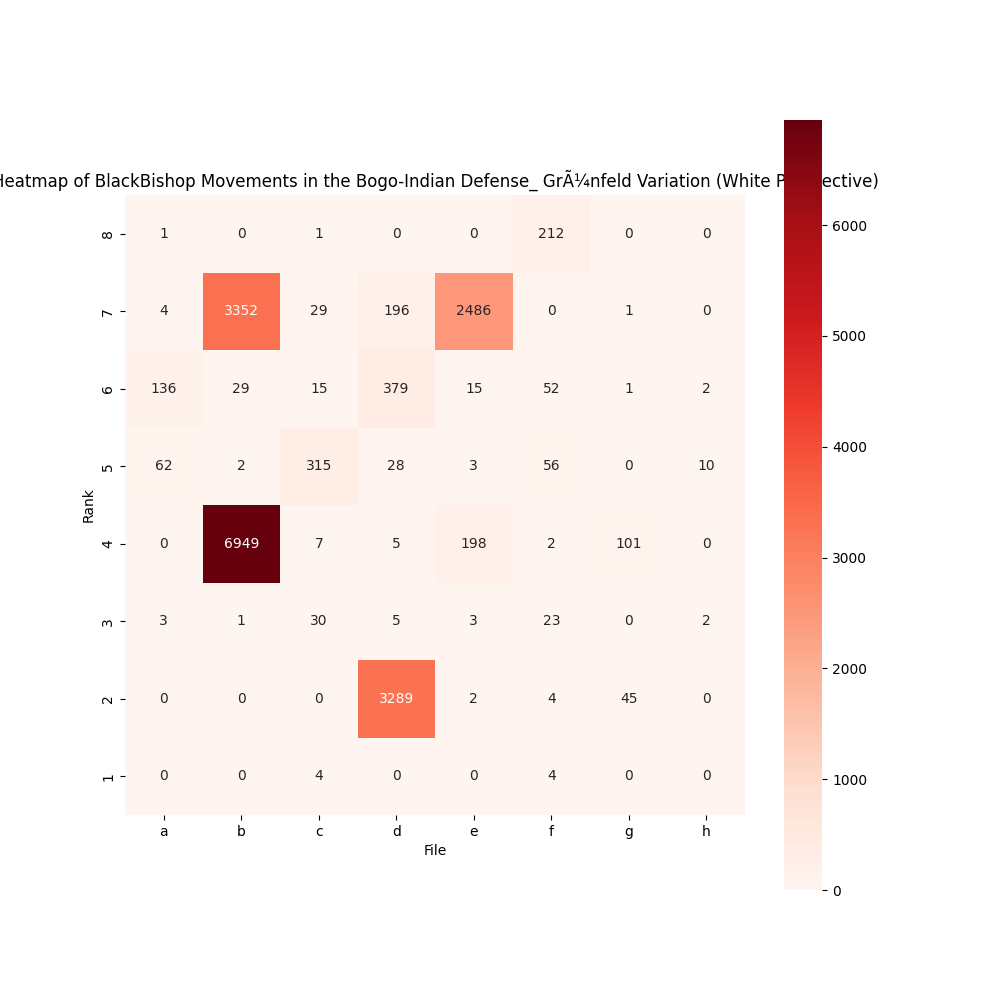 Heatmap of BlackBishop Movements in the Bogo-Indian Defense_ GrÃ¼nfeld Variation (White P spective)
8 1 0 1 0 0 212 0 0
7 4 3352 29 196 2486 0 1 0
6 136 29 15 379 15 52 1 2
5 62 2 315 28 3 56 0 10
4 0 6949 7 5 198 2 101 0
3 3 1 30 5 3 23 0 2
2 0 0 0 3289 2 4 45 0
1 0 0 4 0 0 4 0 0
a b c d e f g h
Rank
File
6000
5000
4000
3000
2000
1000
0